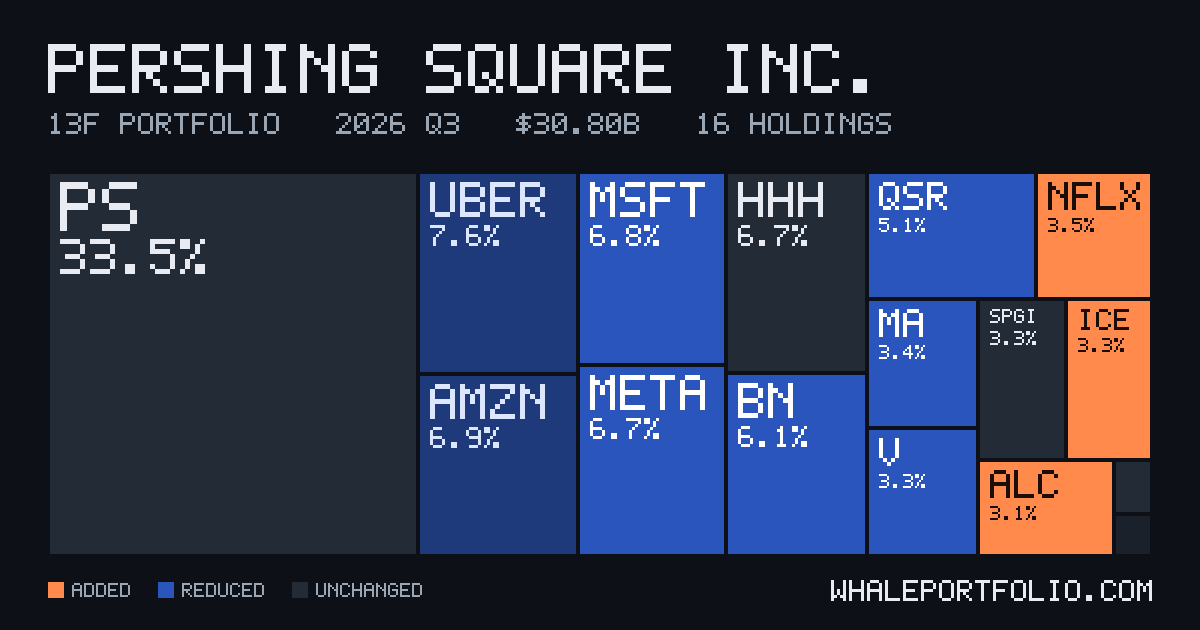 PERSHING SQUARE INC.
13F PORTFOLIO 2026 Q3 $30.80B 16 HOLDINGS
PS
33.5%
UBER
7.6%
AMZN
6.9%
MSFT
6.8%
META
6.7%
HHH
6.7%
BN
6.1%
QSR
5.1%
NFLX
3.5%
MA
3.4%
SPGI
3.3%
ICE
3.3%
V
3.3%
ALC
3.1%
ADDED REDUCED UNCHANGED
WHALEPORTFOLIO.COM